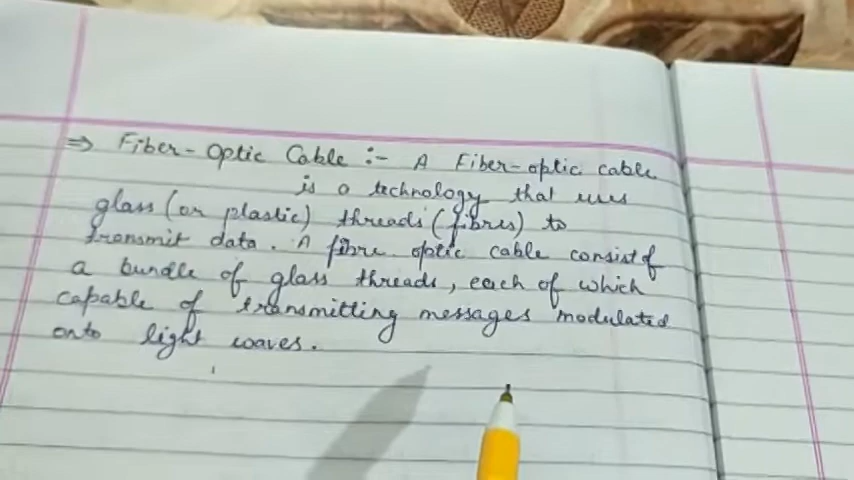 ⇒ Fiber-Optic Cable :- A Fiber-optic cable
is a technology that uses
glass (or plastic) threads (fibres) to
transmit data. A fibre optic cable consist of
a bundle of glass threads, each of which
capable of transmitting messages modulated
onto light waves.